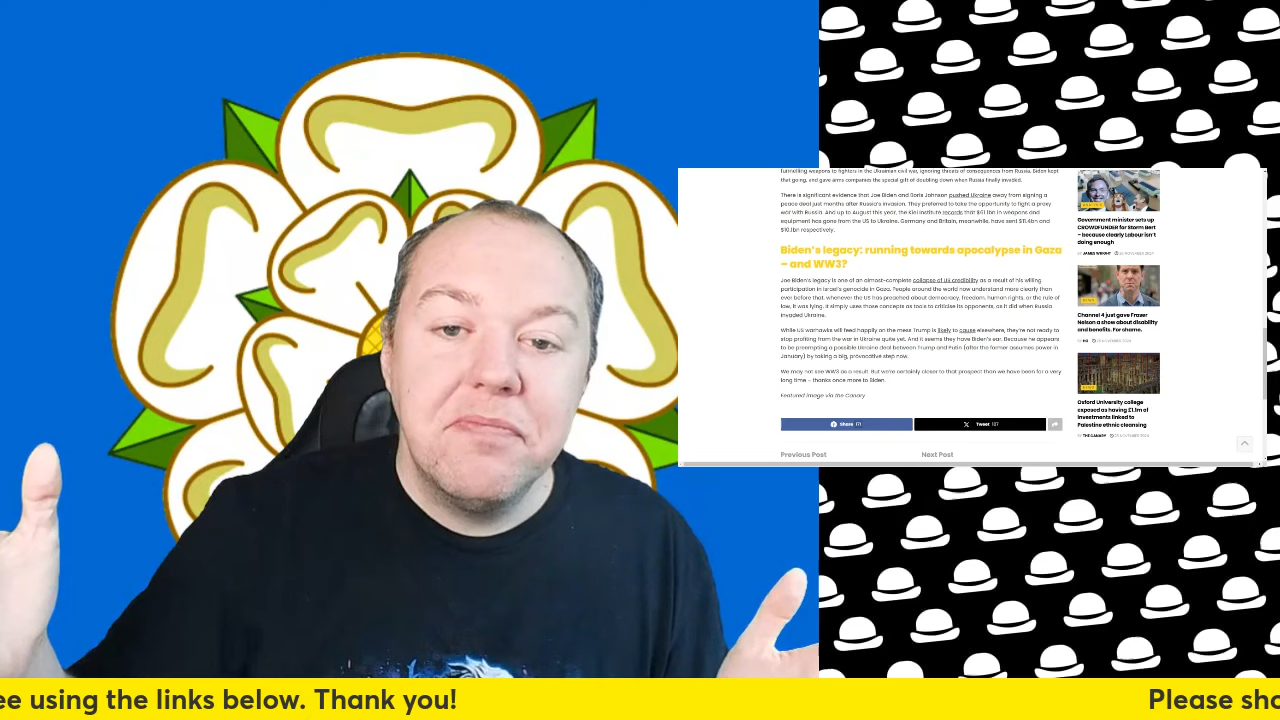 furthrelling weapons to fighters in the Ukrainian civil war, ignoring threats of consequences from Russia. Biden kept
that going, and gave arms companies the special gift of doubling down when Russia finally invaded.
There is significant evidence that Joe Biden and Boris Johnson pushed Ukraine away from signing a
peace deal just months after Russia's invasion. They preferred to take the opportunity to fight a proxy
war with Russia. And up to August this year, the Kiel Institute records that $61bn in weapons and
equipment has gone from the US to Ukraine. Germany and Britain, meanwhile, have sent $11.4bn and
$10.1bn respectively.
Biden's legacy: running towards apocalypse in Gaza
– and WW3?
Joe Biden's legacy is one of an almost-complete collapse of US credibility as a result of his willing
participation in Israel's genocide in Gaza. People around the world now understand more clearly than
ever before that, whenever the US has preached about democracy, freedom, human rights, or the rule of
law, it was lying. It simply uses those concepts as tools to criticise its opponents, as it did when Russia
invaded Ukraine.
While US warhawks will feed happily on the mess Trump is likely to cause elsewhere, they're not ready to
stop profiting from the war in Ukraine quite yet. And it seems they have Biden's ear. Because he appears
to be preempting a possible Ukraine deal between Trump and Putin (after the former assumes power in
January) by taking a big, provocative step now.
We may not see WW3 as a result. But we're certainly closer to that prospect than we have been for a very
long time – thanks once more to Biden.
Featured image via the Canary
Share 171
Tweet 107
Previous Post
Next Post
Government minister sets up
CROWDFUNDER for Storm Bert
– because clearly Labour isn't
doing enough
BY JAMES WRIGHT
Channel 4 just gave Fraser
Nelson a show about disability
and benefits. For shame.
Oxford University college
exposed as having £1.1m of
investments linked to
Palestine ethnic cleansing
BY THE CANARY
ee using the links below. Thank you!
Please sho